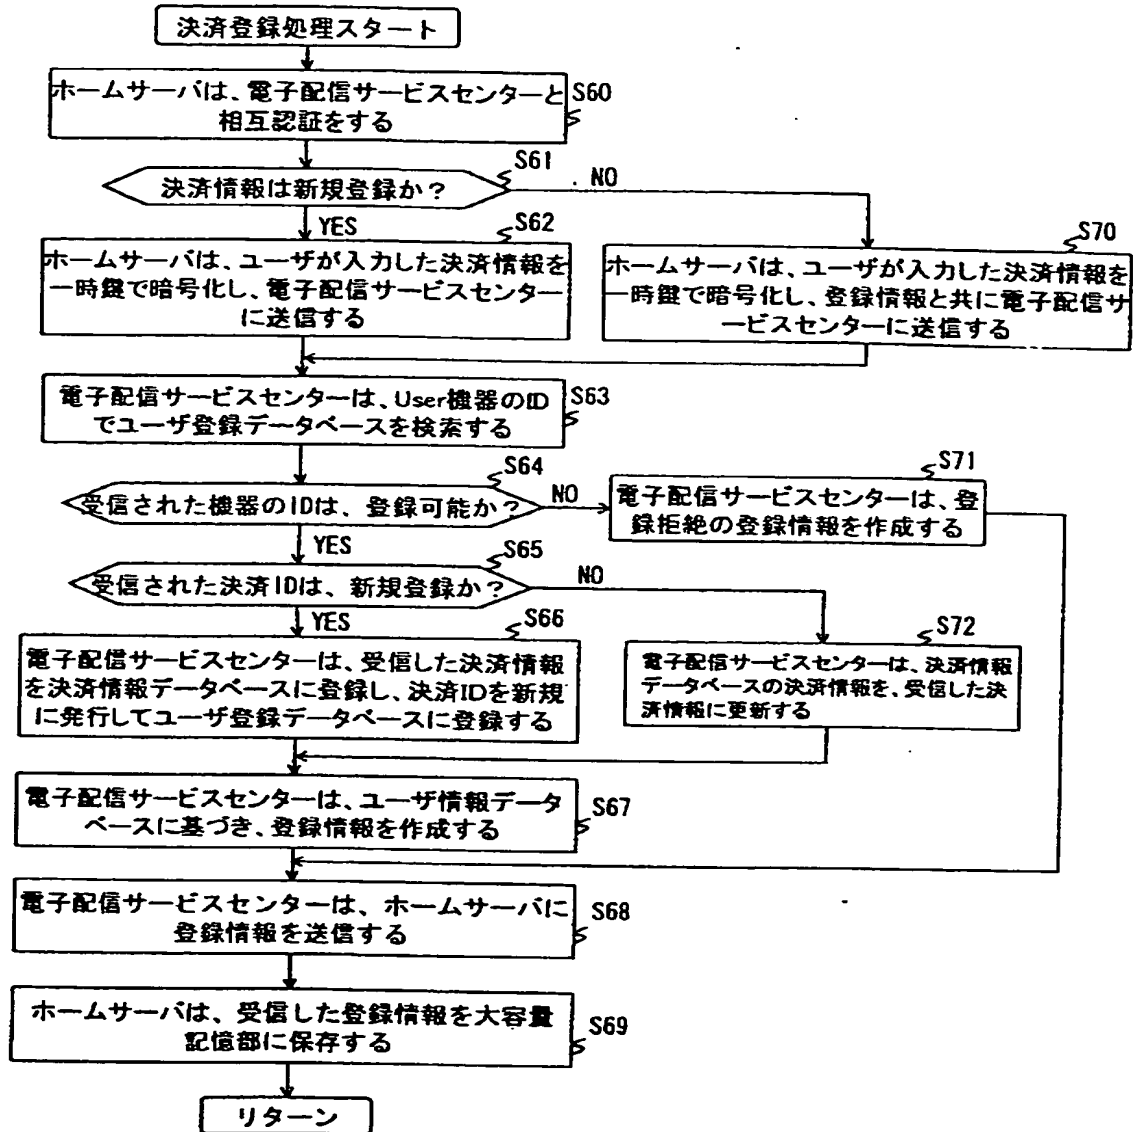 決済登録処理スタート
ホームサーバは、電子配信サービスセンターと
相互認証をする
S60
決済情報は新規登録か？
S61
NO
YES
S62
ホームサーバは、ユーザが入力した決済情報を
一時鍵で暗号化し、電子配信サービスセンター
に送信する
S70
ホームサーバは、ユーザが入力した決済情報を
一時鍵で暗号化し、登録情報と共に電子配信サ
ービスセンターに送信する
電子配信サービスセンターは、User機器のID
でユーザ登録データベースを検索する
S63
S64
受信された機器のIDは、登録可能か？
NO
YES
S71
電子配信サービスセンターは、登
録拒絶の登録情報を作成する
S65
受信された決済IDは、新規登録か？
NO
YES
S66
電子配信サービスセンターは、受信した決済情報
を決済情報データベースに登録し、決済IDを新規
に発行してユーザ登録データベースに登録する
S72
電子配信サービスセンターは、決済情報
データベースの決済情報を、受信した決
済情報に更新する
電子配信サービスセンターは、ユーザ情報データ
ベースに基づき、登録情報を作成する
S67
電子配信サービスセンターは、ホームサーバに
登録情報を送信する
S68
ホームサーバは、受信した登録情報を大容量
記憶部に保存する
S69
リターン